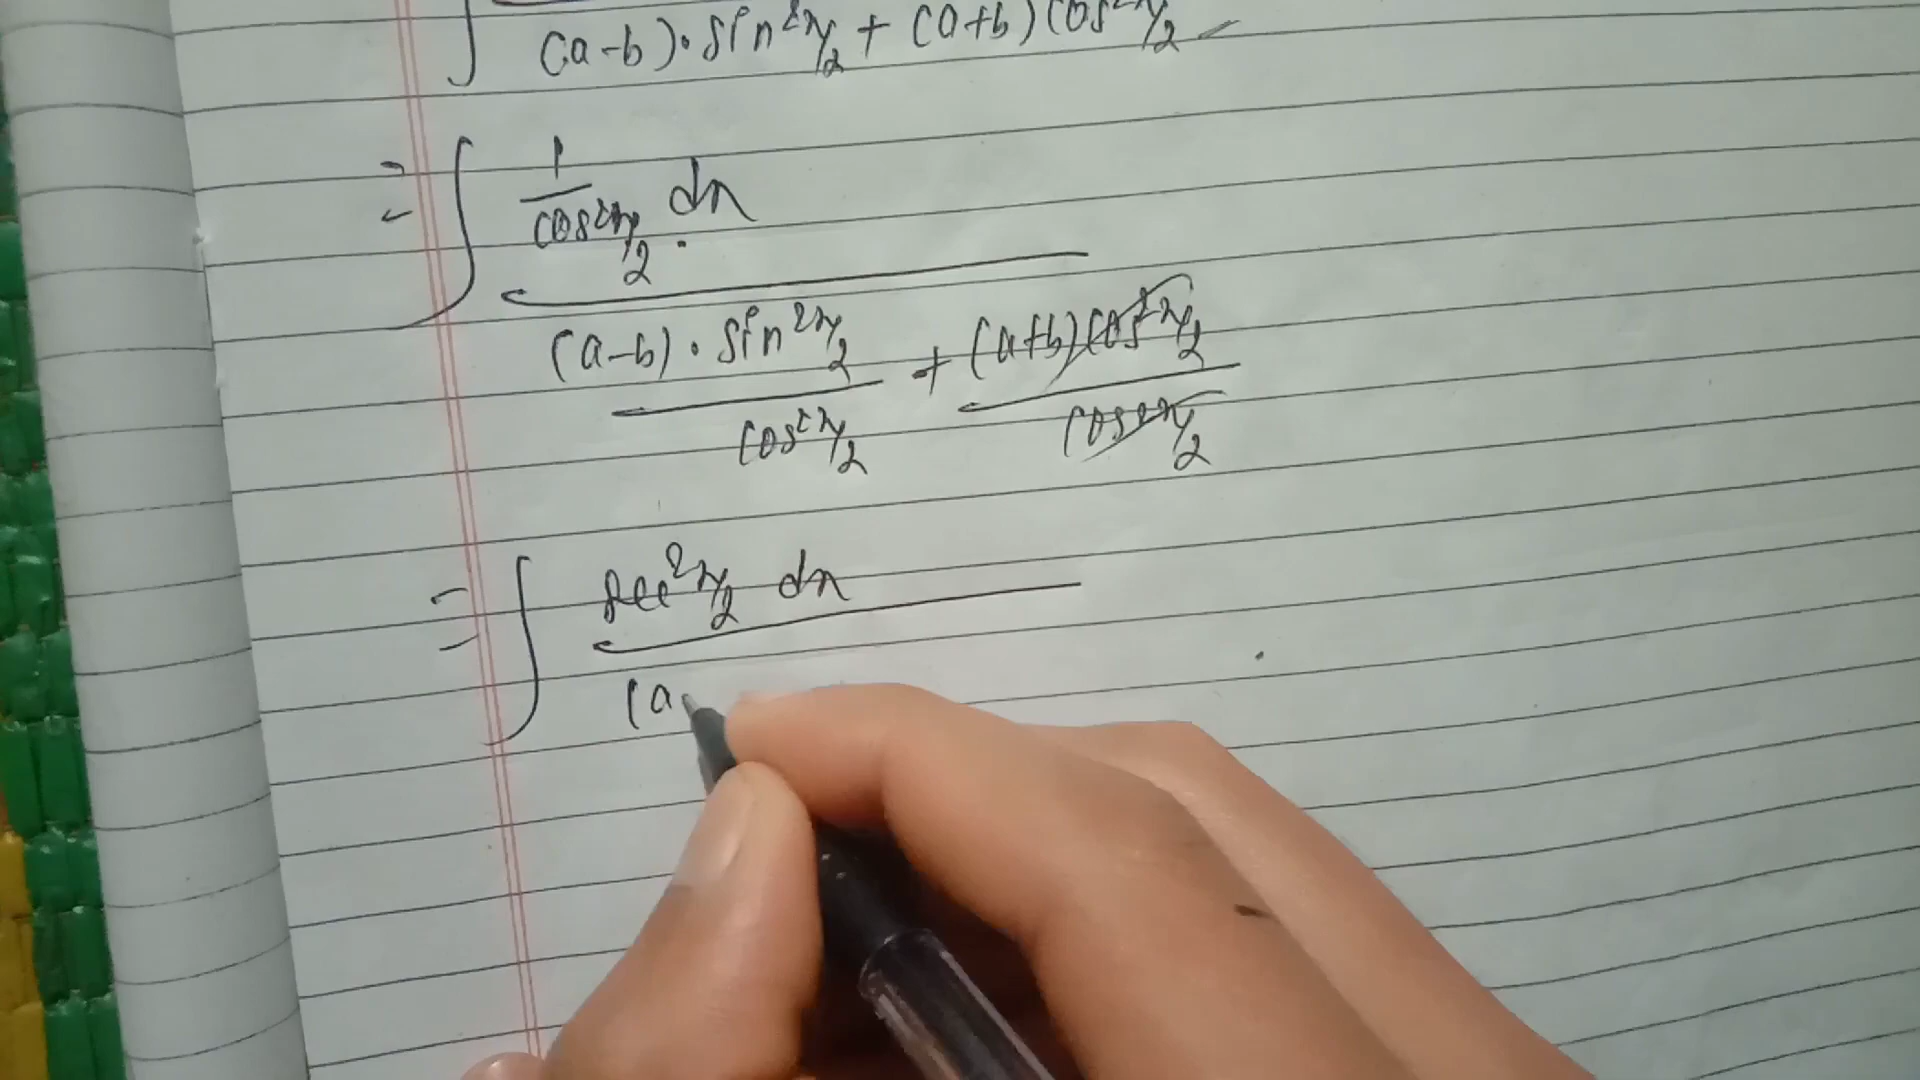 (a-b)·sin²x/2 + (a+b)cos²x/2
= ∫ 1
cos²x/2 dx
(a-b)·sin²x/2 + (a+b)cos²x/2
cos²x/2 cos²x/2
= ∫ sec²x/2 dx
(a